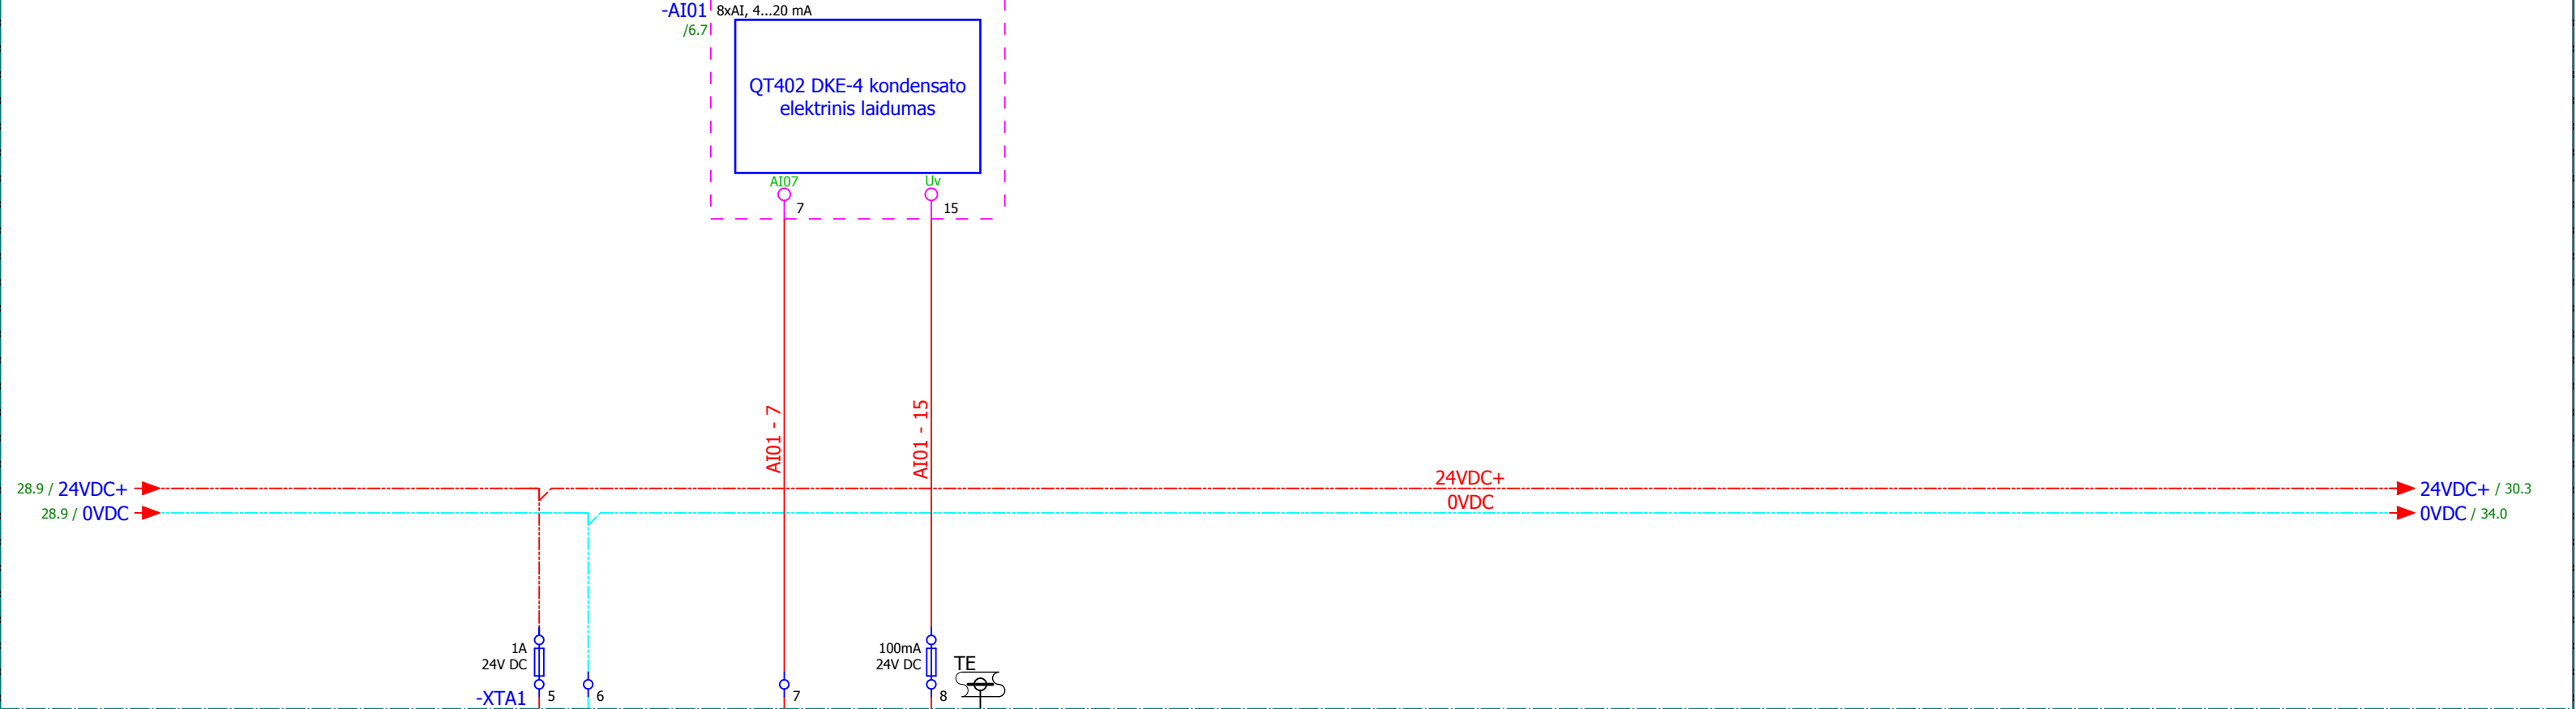 -AI01
8xAI, 4...20 mA
/6.7
QT402 DKE-4 kondensato
elektrinis laidumas
AI07
Uv
7
15
AI01 - 7
AI01 - 15
24VDC+
28.9 / 24VDC+
24VDC+ / 30.3
0VDC
28.9 / 0VDC
0VDC / 34.0
1A
24V DC
100mA
24V DC
TE
-XTA1
5
6
7
8